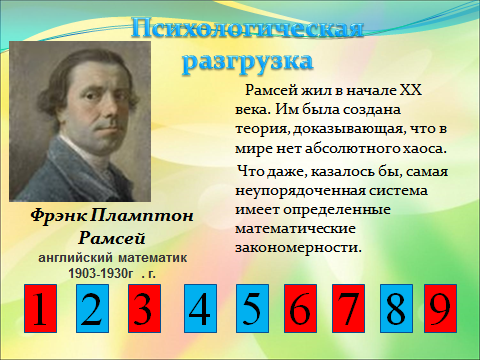 Психологическая
разгрузка
Рамсей жил в начале XX
века. Им была создана
теория, доказывающая, что в
мире нет абсолютного хаоса.
Что даже, казалось бы, самая
неупорядоченная система
имеет определенные
математические
закономерности.
Фрэнк Пламптон
Рамсей
английский математик
1903-1930г . г.
1 2 3 4 5 6 7 8 9